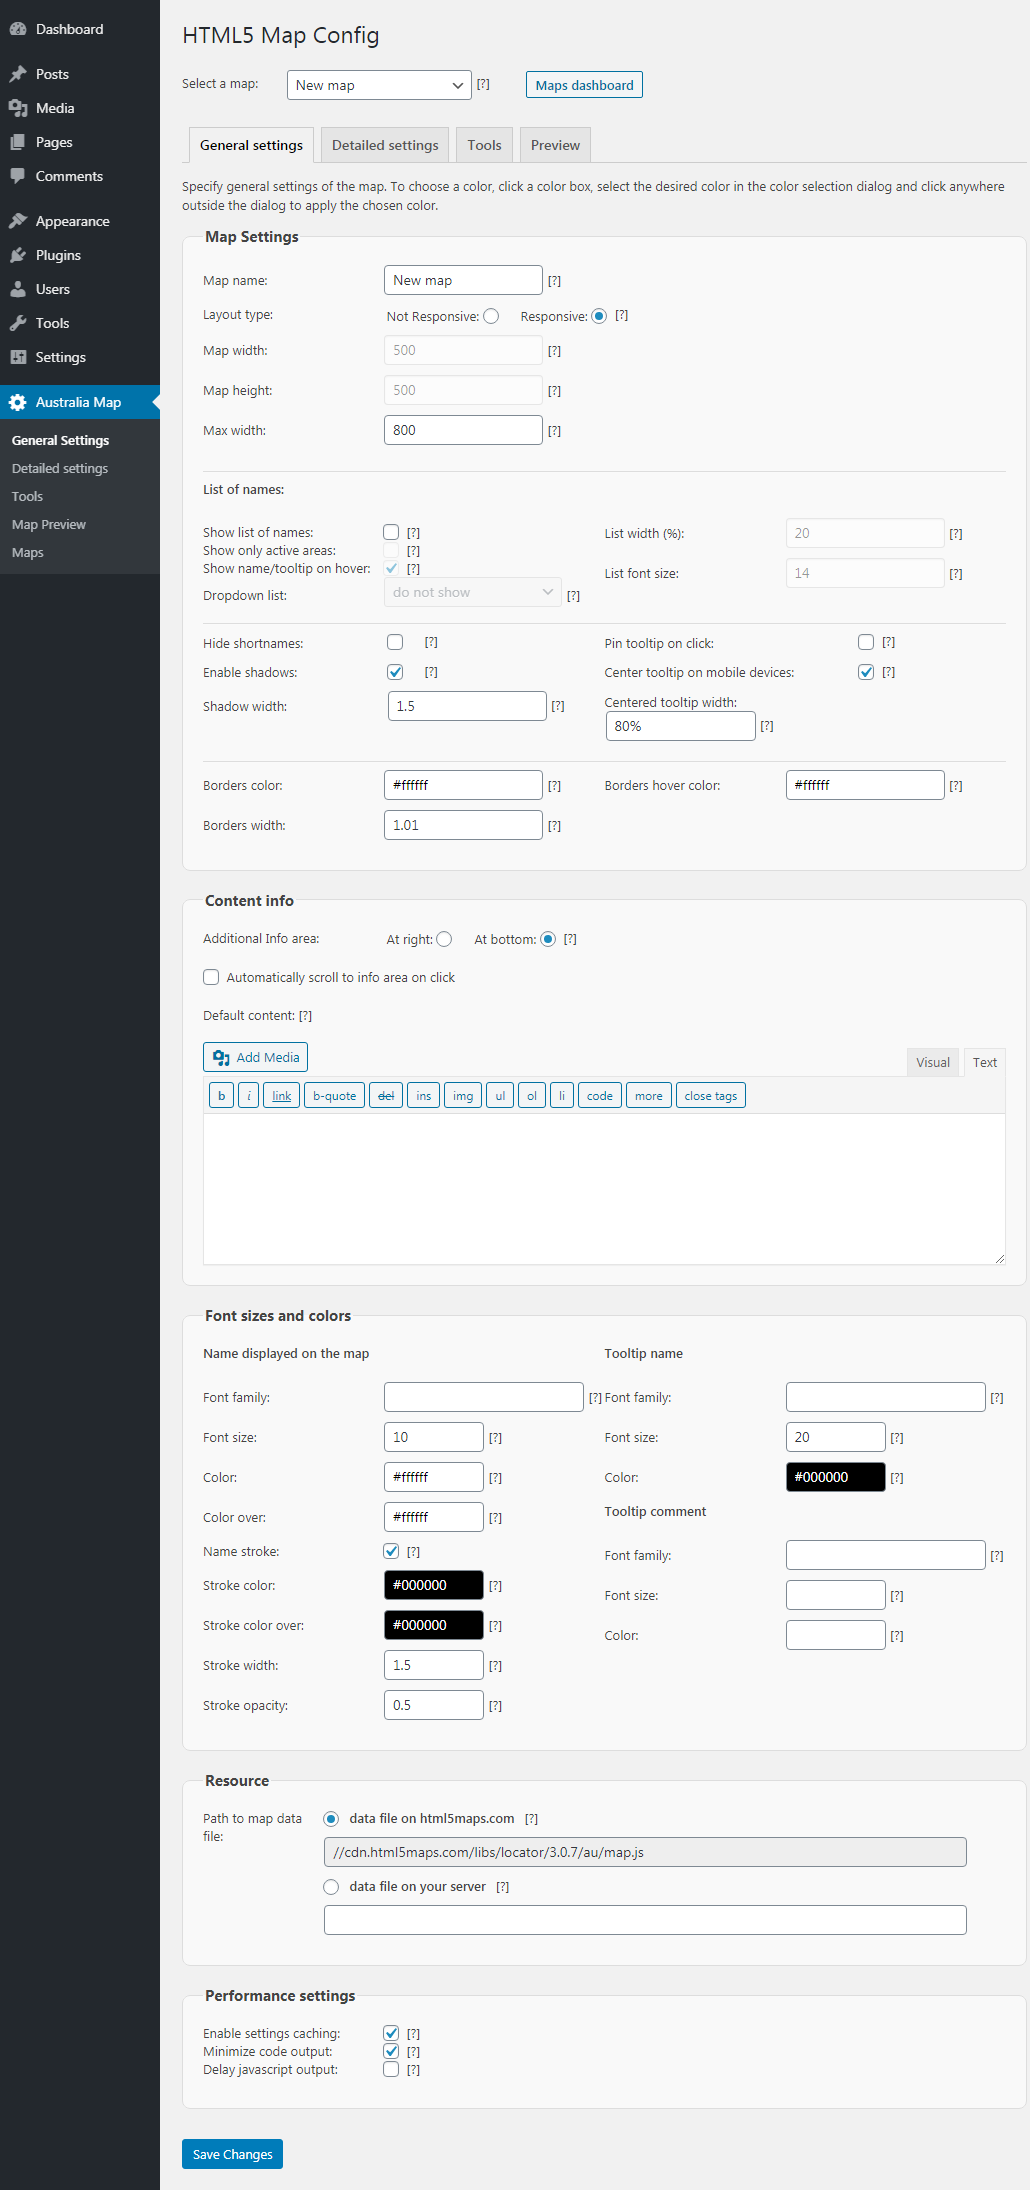 Dashboard
Posts
Media
Pages
Comments
Appearance
Plugins
Users
Tools
Settings
Australia Map
General Settings
Detailed settings
Tools
Map Preview
Maps
HTML5 Map Config
Select a map: New map [?] Maps dashboard
General settings Detailed settings Tools Preview
Specify general settings of the map. To choose a color, click a color box, select the desired color in the color selection dialog and click anywhere
outside the dialog to apply the chosen color.
Map Settings
Map name: New map [?]
Layout type: Not Responsive: Responsive: [?]
Map width: 500 [?]
Map height: 500 [?]
Max width: 800 [?]
List of names:
Show list of names: [?]
Show only active areas: [?]
Show name/tooltip on hover: [?]
Dropdown list: do not show [?]
List width (%): 20 [?]
List font size: 14 [?]
Hide shortnames: [?]
Enable shadows: [?]
Shadow width: 1.5 [?]
Pin tooltip on click: [?]
Center tooltip on mobile devices: [?]
Centered tooltip width:
80% [?]
Borders color: #ffffff [?]
Borders hover color: #ffffff [?]
Borders width: 1.01 [?]
Content info
Additional Info area: At right: At bottom: [?]
Automatically scroll to info area on click
Default content: [?]
Add Media
Visual Text
b i link b-quote del ins img ul ol li code more close tags
Font sizes and colors
Name displayed on the map
Font family: [?]
Font size: 10 [?]
Color: #ffffff [?]
Color over: #ffffff [?]
Name stroke: [?]
Stroke color: #000000 [?]
Stroke color over: #000000 [?]
Stroke width: 1.5 [?]
Stroke opacity: 0.5 [?]
Tooltip name
Font family: [?]
Font size: 20 [?]
Color: #000000 [?]
Tooltip comment
Font family: [?]
Font size: [?]
Color: [?]
Resource
Path to map data
file:
data file on html5maps.com [?]
//cdn.html5maps.com/libs/locator/3.0.7/au/map.js
data file on your server [?]
Performance settings
Enable settings caching: [?]
Minimize code output: [?]
Delay javascript output: [?]
Save Changes